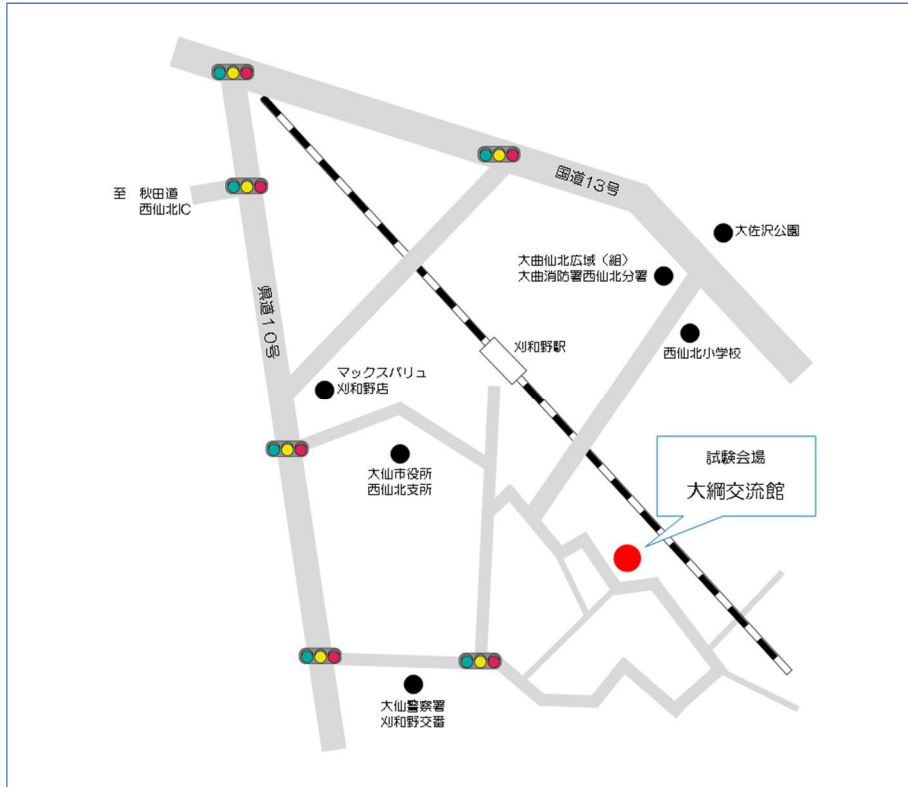 国道13号
至　秋田道
西仙北IC
大佐沢公園
大曲仙北広域（組）
大曲消防署西仙北分署
県道１０号
刈和野駅
西仙北小学校
マックスバリュ
刈和野店
試験会場
大綱交流館
大仙市役所
西仙北支所
大仙警察署
刈和野交番